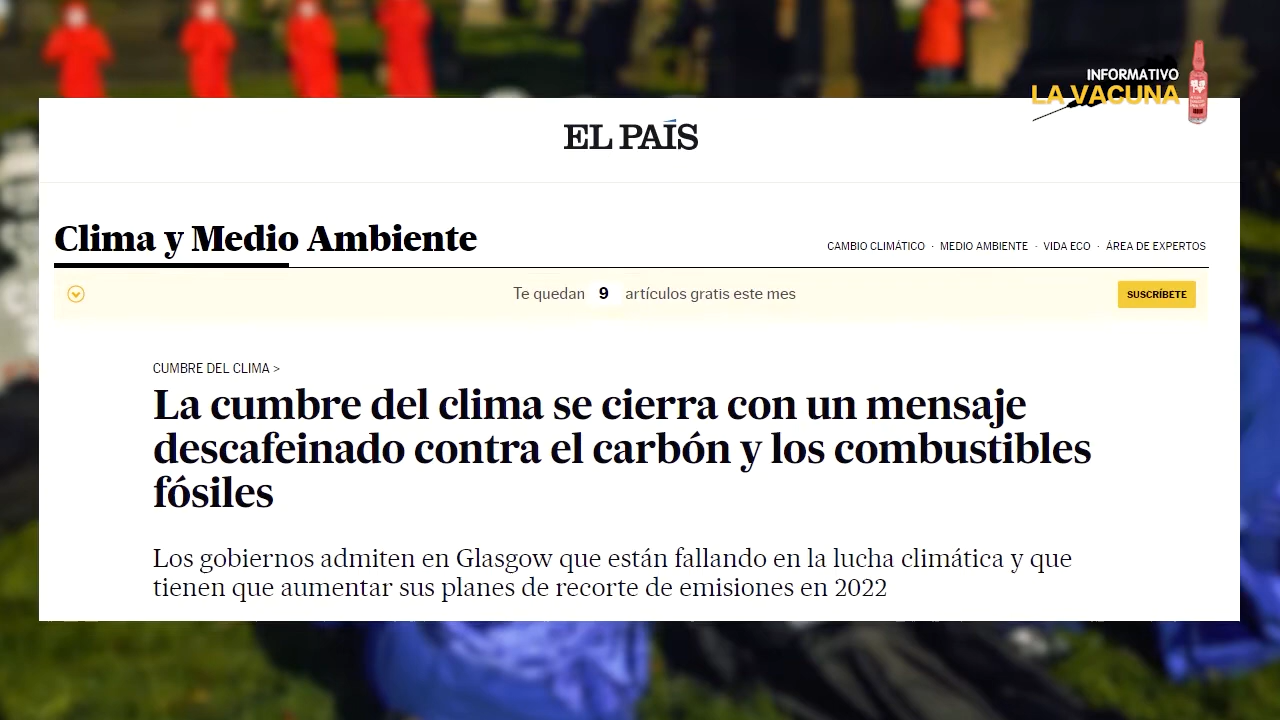 INFORMATIVO
LA VACUNA
EL PAÍS
Clima y Medio Ambiente
CAMBIO CLIMÁTICO · MEDIO AMBIENTE · VIDA ECO · ÁREA DE EXPERTOS
Te quedan 9 artículos gratis este mes
SUSCRÍBETE
CUMBRE DEL CLIMA >
La cumbre del clima se cierra con un mensaje
descafeinado contra el carbón y los combustibles
fósiles
Los gobiernos admiten en Glasgow que están fallando en la lucha climática y que
tienen que aumentar sus planes de recorte de emisiones en 2022